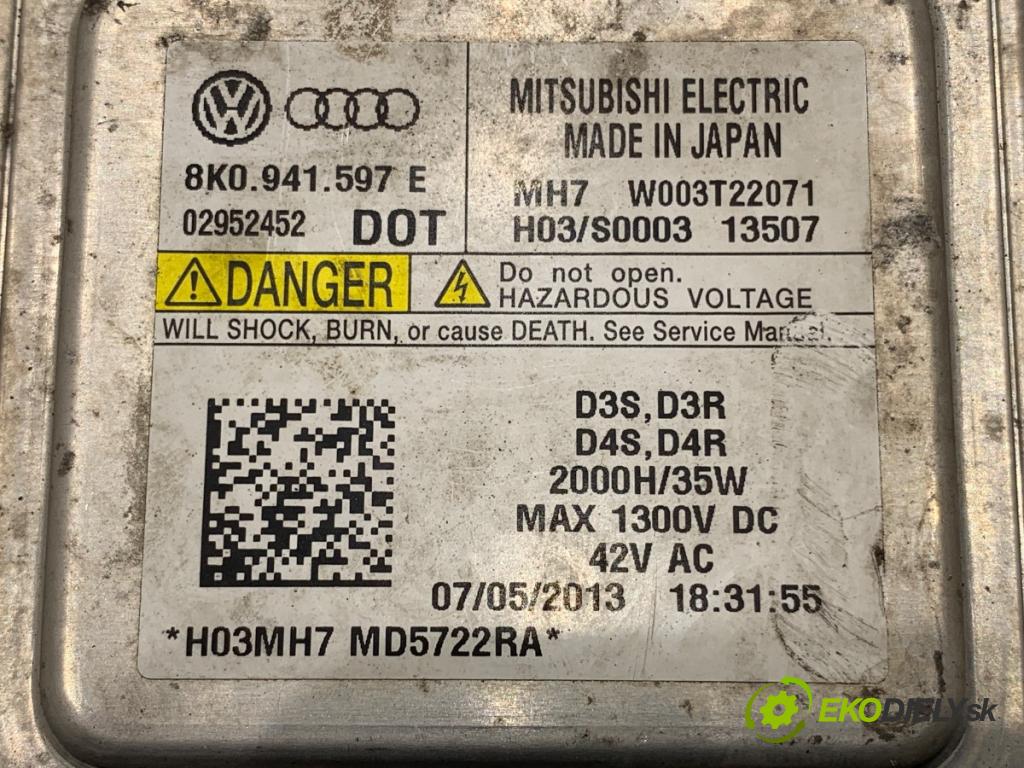 8K0.941.597 E
02952452 DOT
MITSUBISHI ELECTRIC
MADE IN JAPAN
MH7 W003T22071
H03/S0003 13507
DANGER
Do not open.
HAZARDOUS VOLTAGE
WILL SHOCK, BURN, or cause DEATH. See Service Manual.
D3S,D3R
D4S,D4R
2000H/35W
MAX 1300V DC
42V AC
07/05/2013 18:31:55
*H03MH7 MD5722RA*
EKODIELYsk